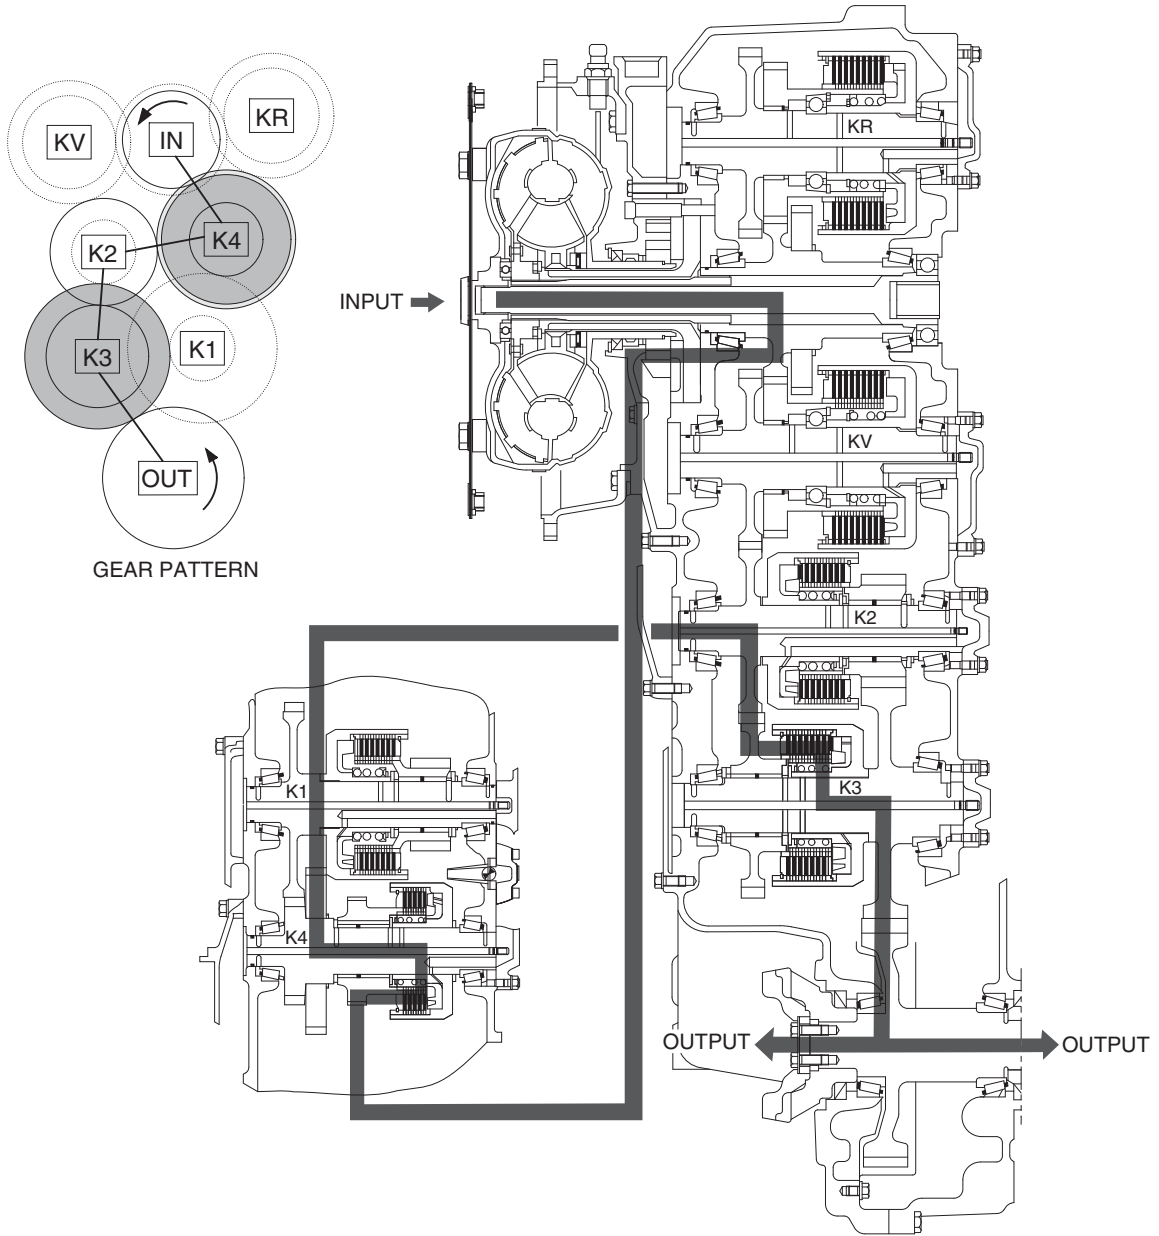 KV
IN
KR
K2
K4
K3
K1
OUT
GEAR PATTERN
INPUT
KR
KV
K2
K3
K1
K4
OUTPUT
OUTPUT